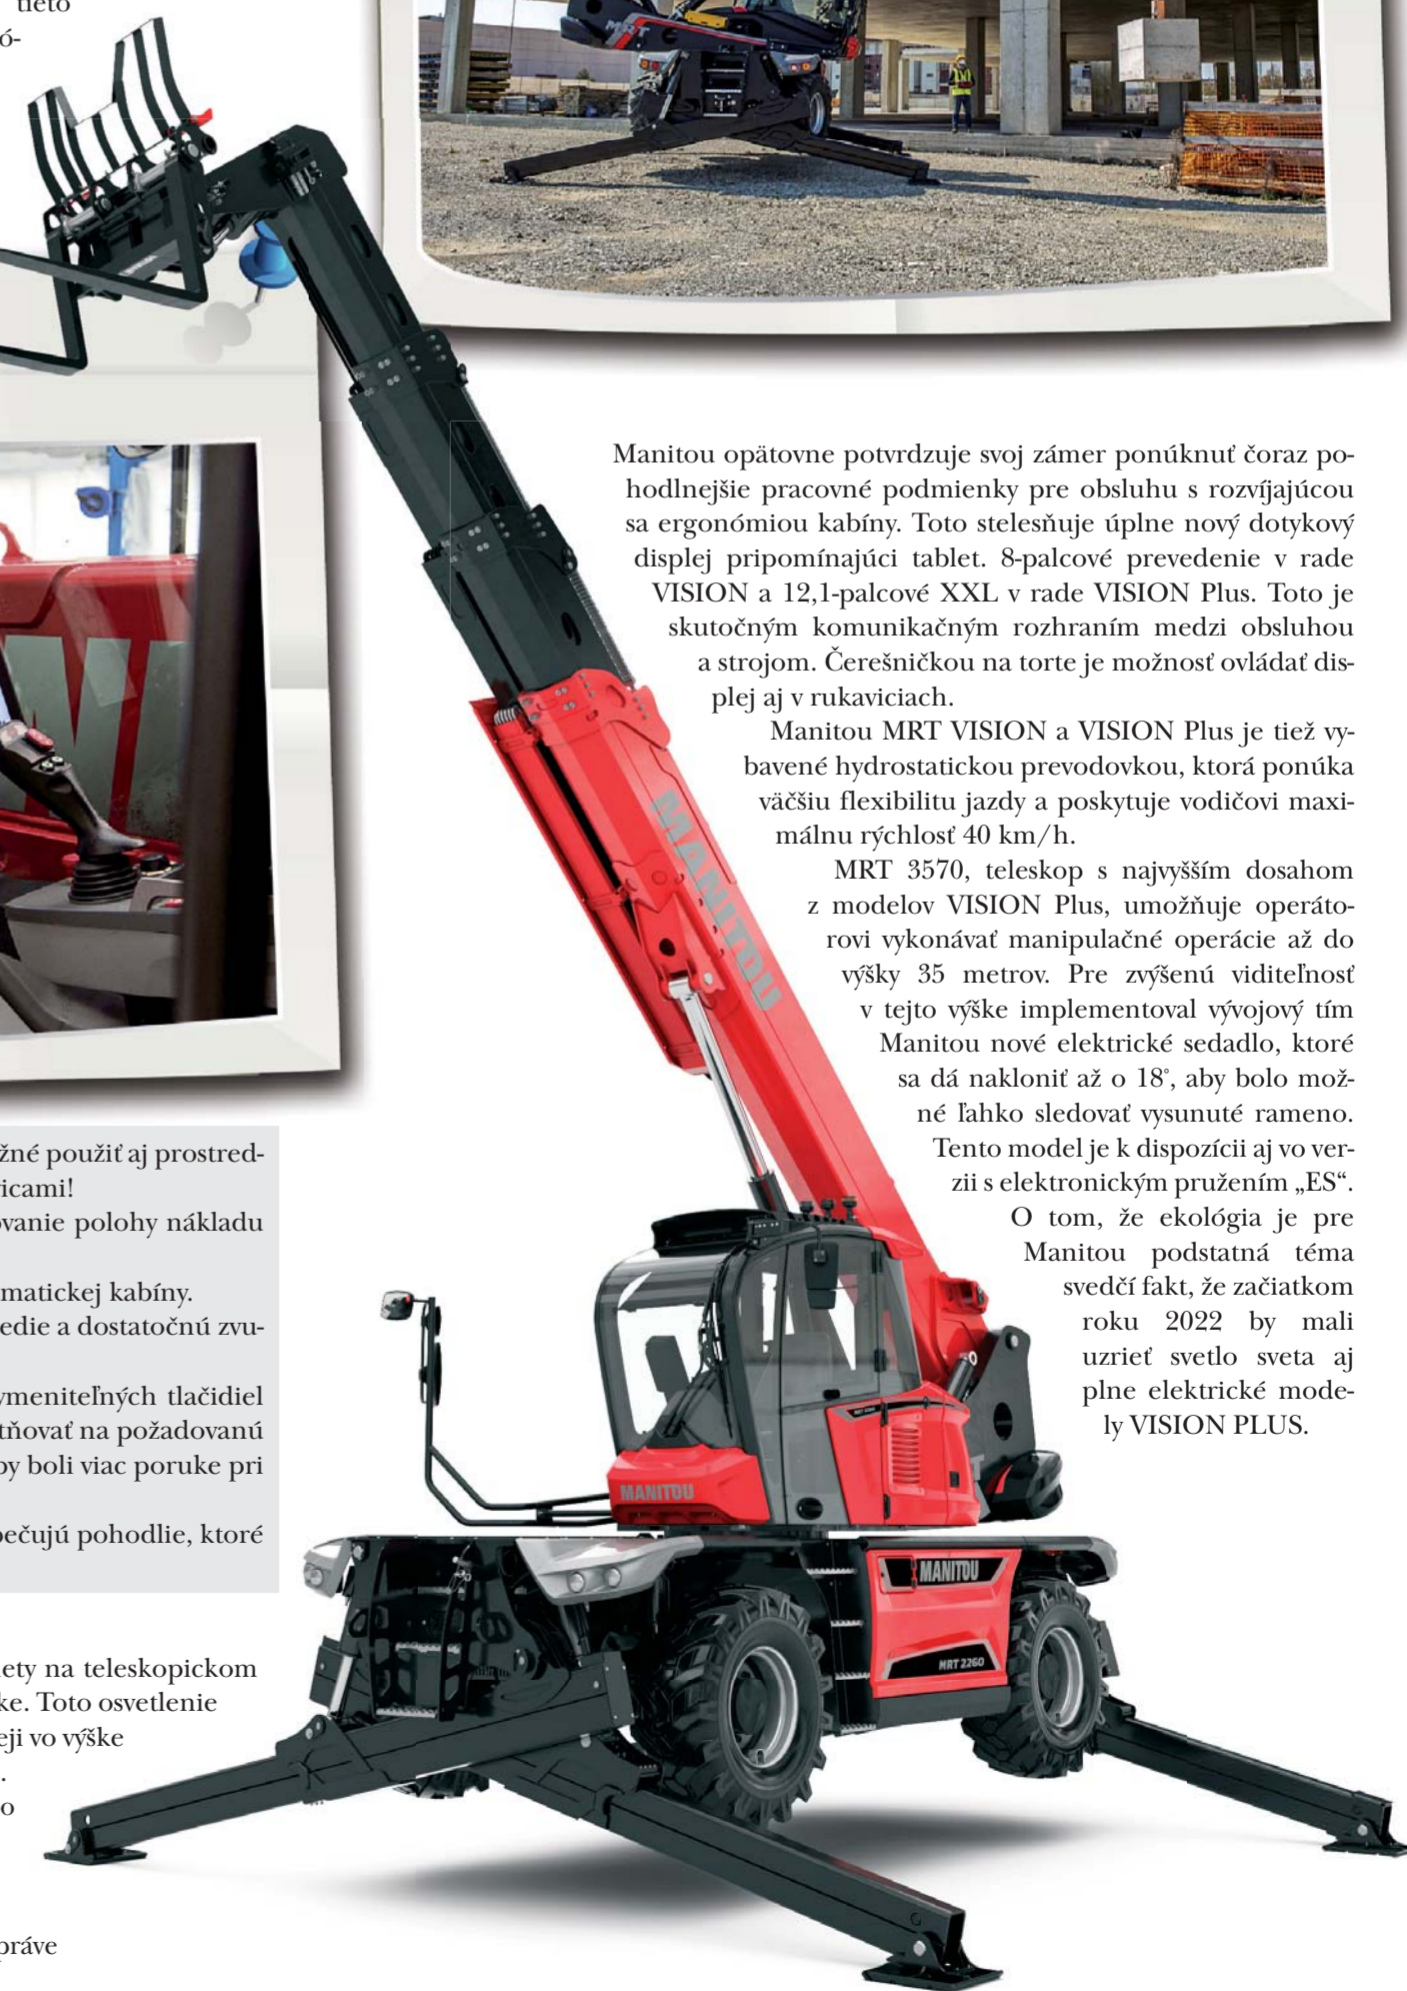 tieto
ó-
MRT
Manitou opätovne potvrdzuje svoj zámer ponúknuť čoraz po-
hodlnejšie pracovné podmienky pre obsluhu s rozvíjajúcou
sa ergonómiou kabíny. Toto stelesňuje úplne nový dotykový
displej pripomínajúci tablet. 8-palcové prevedenie v rade
VISION a 12,1-palcové XXL v rade VISION Plus. Toto je
skutočným komunikačným rozhraním medzi obsluhou
a strojom. Čerešničkou na torte je možnosť ovládať dis-
plej aj v rukaviciach.
Manitou MRT VISION a VISION Plus je tiež vy-
bavené hydrostatickou prevodovkou, ktorá ponúka
väčšiu flexibilitu jazdy a poskytuje vodičovi maxi-
málnu rýchlosť 40 km/h.
MRT 3570, teleskop s najvyšším dosahom
z modelov VISION Plus, umožňuje operáto-
rovi vykonávať manipulačné operácie až do
výšky 35 metrov. Pre zvýšenú viditeľnosť
v tejto výške implementoval vývojový tím
Manitou nové elektrické sedadlo, ktoré
sa dá nakloniť až o 18°, aby bolo mož-
né ľahko sledovať vysunuté rameno.
Tento model je k dispozícii aj vo ver-
zii s elektronickým pružením „ES“.
O tom, že ekológia je pre
Manitou podstatná téma
svedčí fakt, že začiatkom
roku 2022 by mali
uzrieť svetlo sveta aj
plne elektrické mode-
ly VISION PLUS.
žné použiť aj prostred-
icami!
ovanie polohy nákladu
matickej kabíny.
edie a dostatočnú zvu-
ymeniteľných tlačidiel
tňovať na požadovanú
by boli viac poruke pri
pečujú pohodlie, ktoré
ety na teleskopickom
ke. Toto osvetlenie
eji vo výške
.
o
práve
MANITOU
MANITOU
MANITOU
MRT 2260